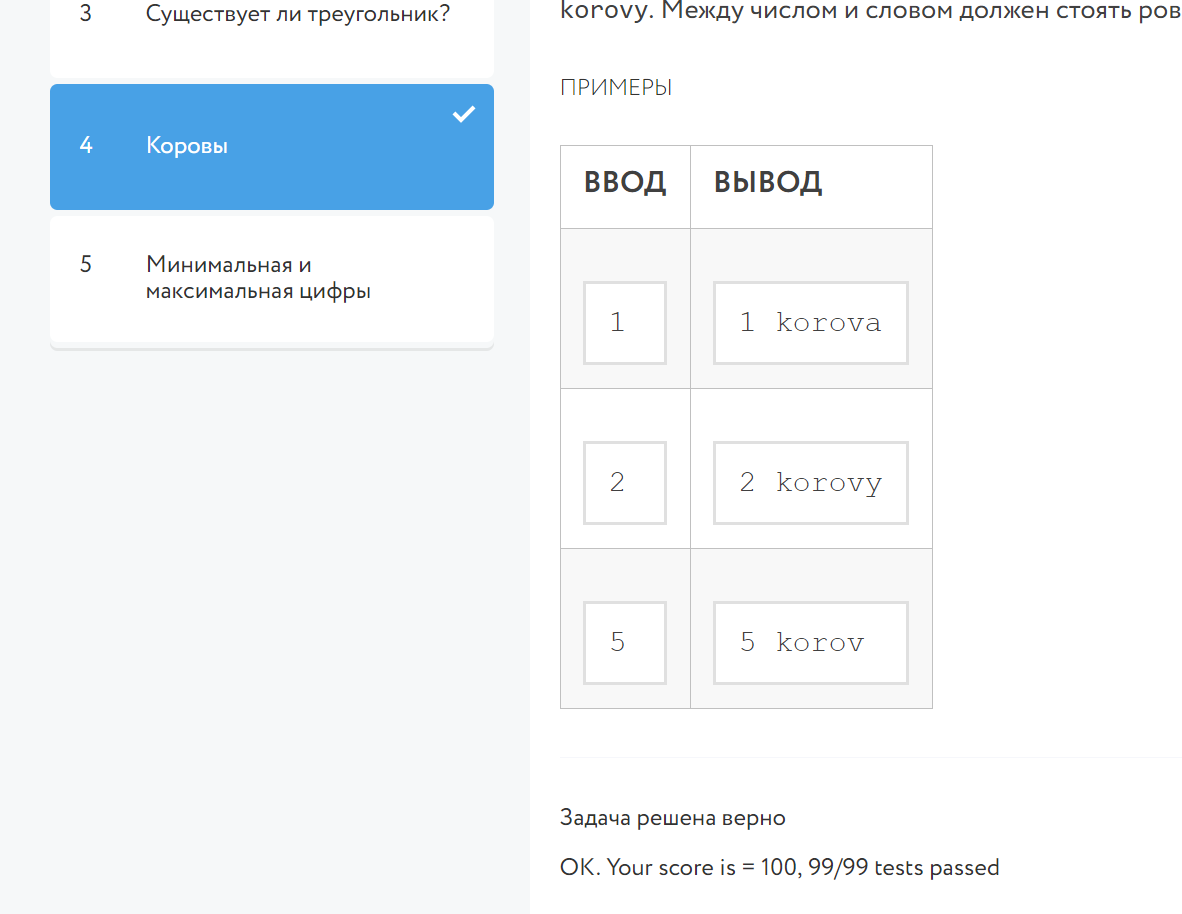 3 Существует ли треугольник?
4 Коровы
5 Минимальная и
максимальная цифры
korovy. Между числом и словом должен стоять ров
ПРИМЕРЫ
ВВОД ВЫВОД
1 1 korova
2 2 korovy
5 5 korov
Задача решена верно
OK. Your score is = 100, 99/99 tests passed